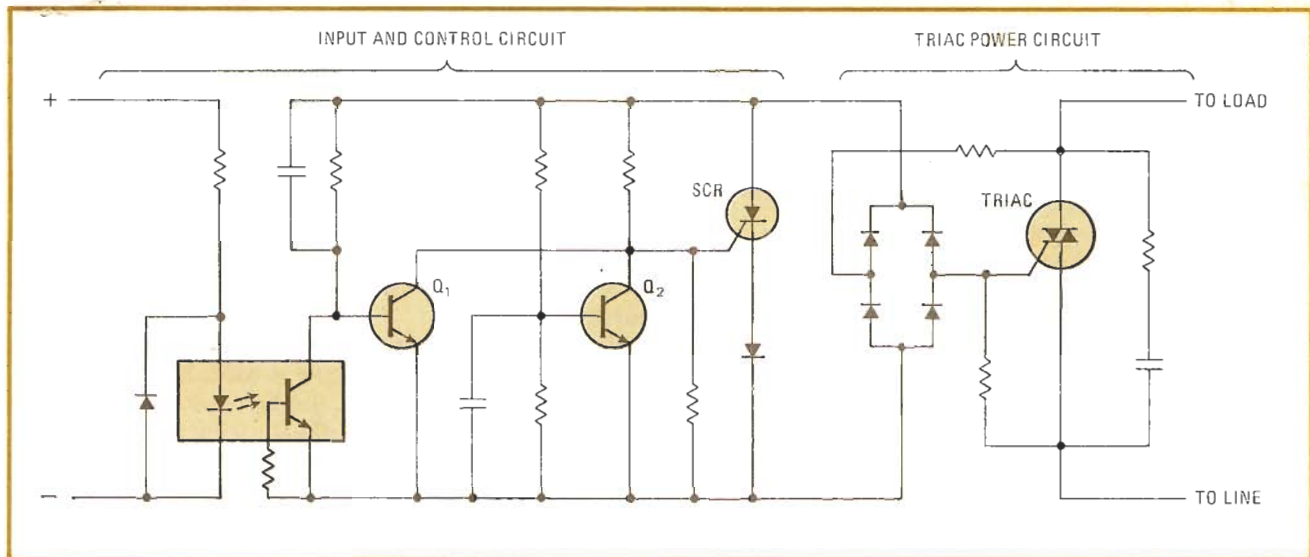 INPUT AND CONTROL CIRCUIT
TRIAC POWER CIRCUIT
+
TO LOAD
SCR
TRIAC
Q1
Q2
−
TO LINE